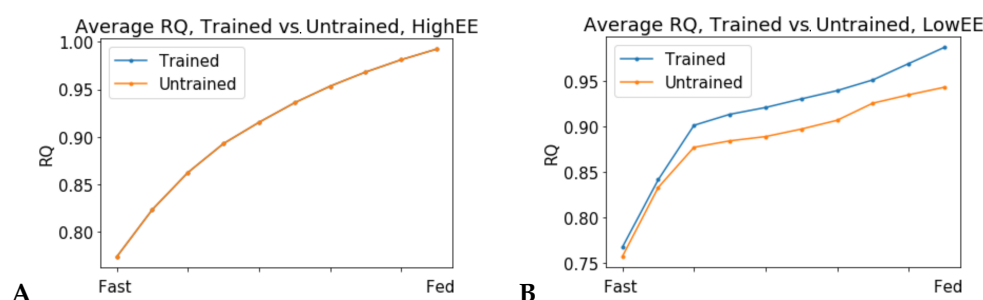 Average RQ, Trained vs. Untrained, HighEE
1.00
0.95
0.90
0.85
0.80
RQ
Trained
Untrained
Fast
Fed
A
Average RQ, Trained vs. Untrained, LowEE
0.95
0.90
0.85
0.80
0.75
RQ
Trained
Untrained
Fast
Fed
B